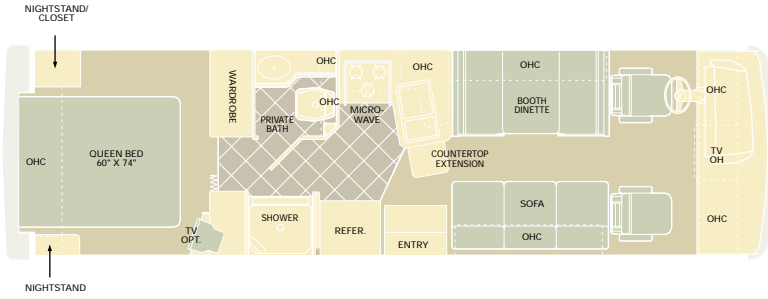 NIGHTSTAND/
CLOSET
OHC
QUEEN BED
60" X 74"
WARDROBE
OHC
OHC
PRIVATE
BATH
MICRO-
WAVE
OHC
OHC
BOOTH
DINETTE
COUNTERTOP
EXTENSION
OHC
TV
OH
OHC
TV
OPT.
SHOWER
REFER.
ENTRY
SOFA
OHC
NIGHTSTAND